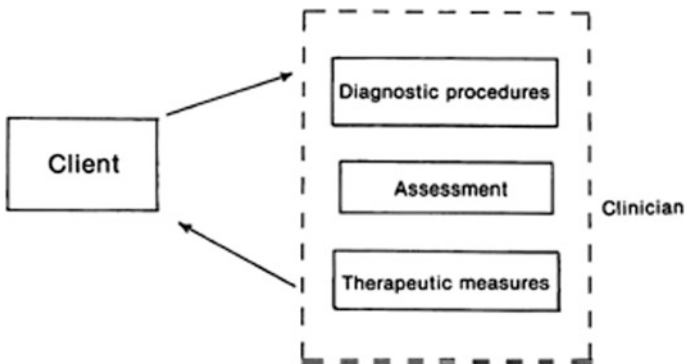 Client
Diagnostic procedures
Assessment
Therapeutic measures
Clinician